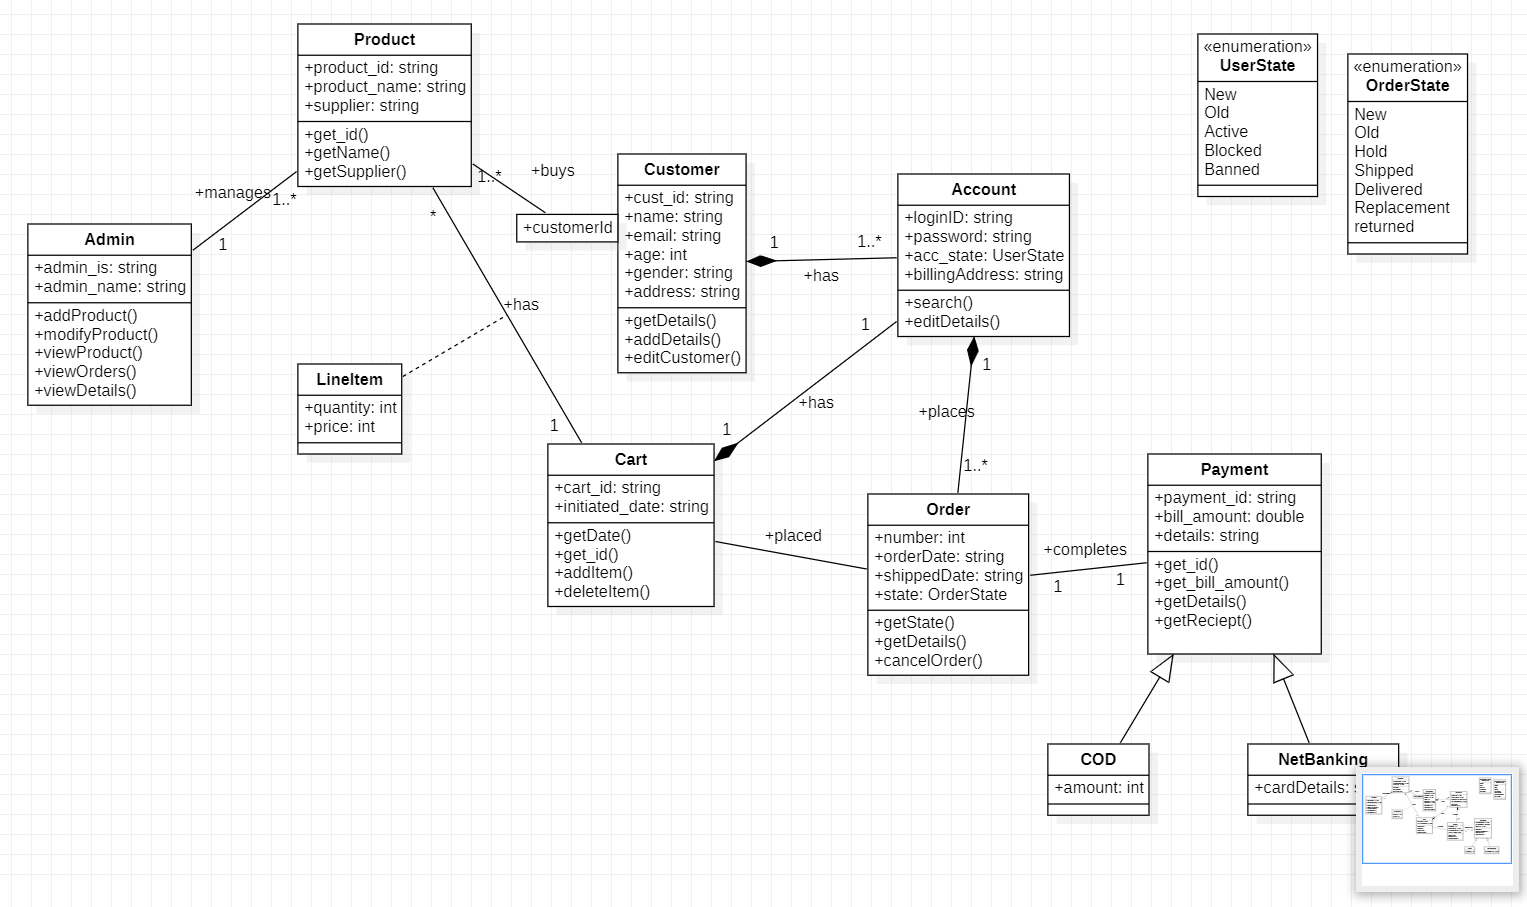 Product
+product_id: string
+product_name: string
+supplier: string
+get_id()
+getName()
+getSupplier()
+manages
1..*
1
Admin
+admin_is: string
+admin_name: string
+addProduct()
+modifyProduct()
+viewProduct()
+viewOrders()
+viewDetails()
1..*
+buys
+customerId
Customer
+cust_id: string
+name: string
+email: string
+age: int
+gender: string
+address: string
+getDetails()
+addDetails()
+editCustomer()
1
1..*
+has
Account
+loginID: string
+password: string
+acc_state: UserState
+billingAddress: string
+search()
+editDetails()
«enumeration»
UserState
New
Old
Active
Blocked
Banned
«enumeration»
OrderState
New
Old
Hold
Shipped
Delivered
Replacement
returned
*
+has
1
LineItem
+quantity: int
+price: int
1
+has
1
1
+places
1..*
Cart
+cart_id: string
+initiated_date: string
+getDate()
+get_id()
+addItem()
+deleteItem()
+placed
Order
+number: int
+orderDate: string
+shippedDate: string
+state: OrderState
+getState()
+getDetails()
+cancelOrder()
+completes
1
1
Payment
+payment_id: string
+bill_amount: double
+details: string
+get_id()
+get_bill_amount()
+getDetails()
+getReciept()
COD
+amount: int
NetBanking
+cardDetails: